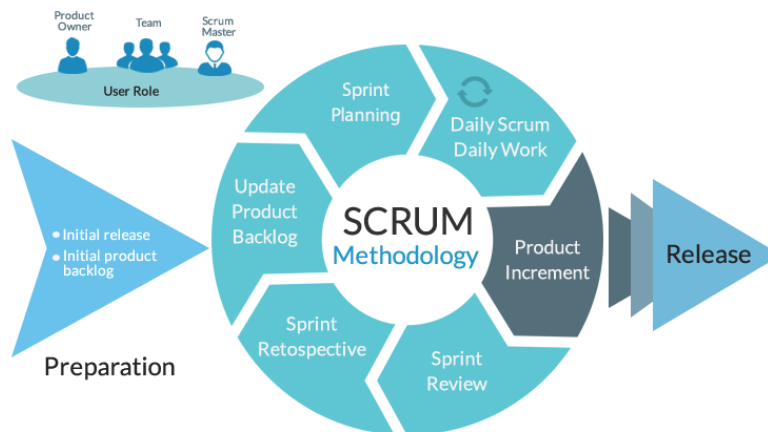 Product
Owner
Team
Scrum
Master
User Role
Initial release
Initial product
backlog
Preparation
Sprint
Planning
Daily Scrum
Daily Work
Update
Product
Backlog
SCRUM
Methodology
Product
Increment
Release
Sprint
Retospective
Sprint
Review